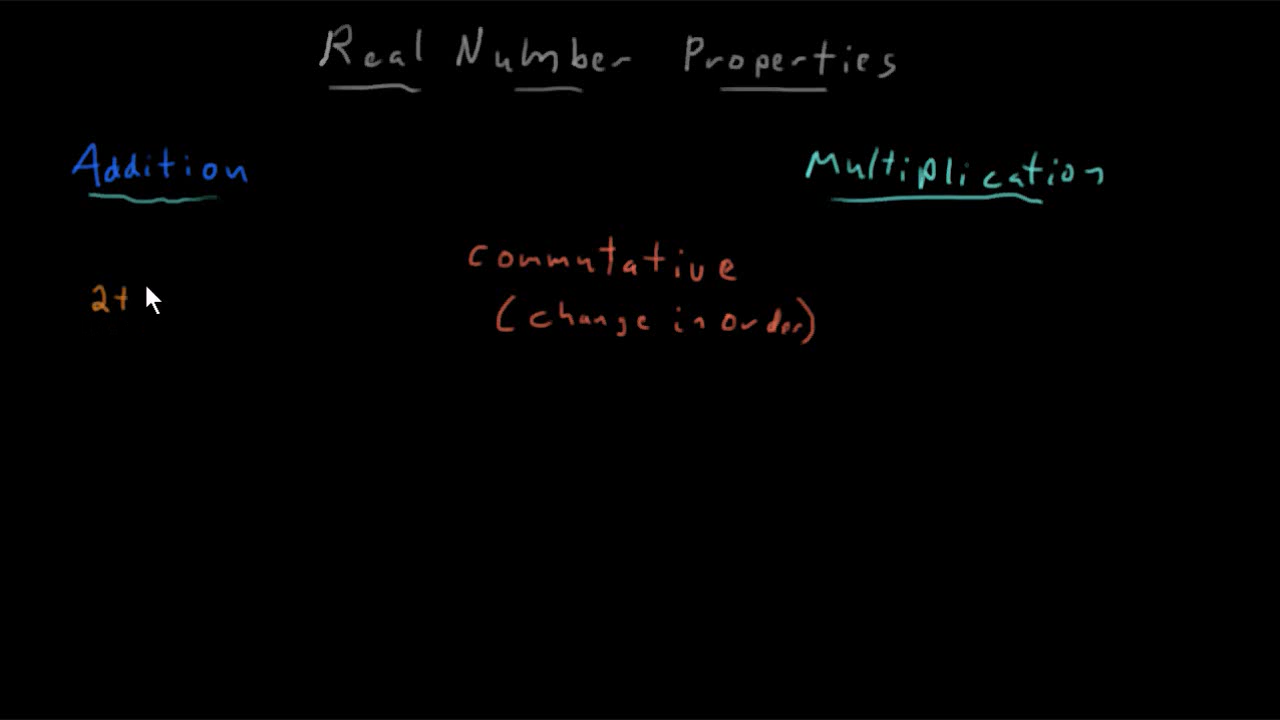 Real Number Properties
Addition
Multiplication
commutative
(change in order)
2+